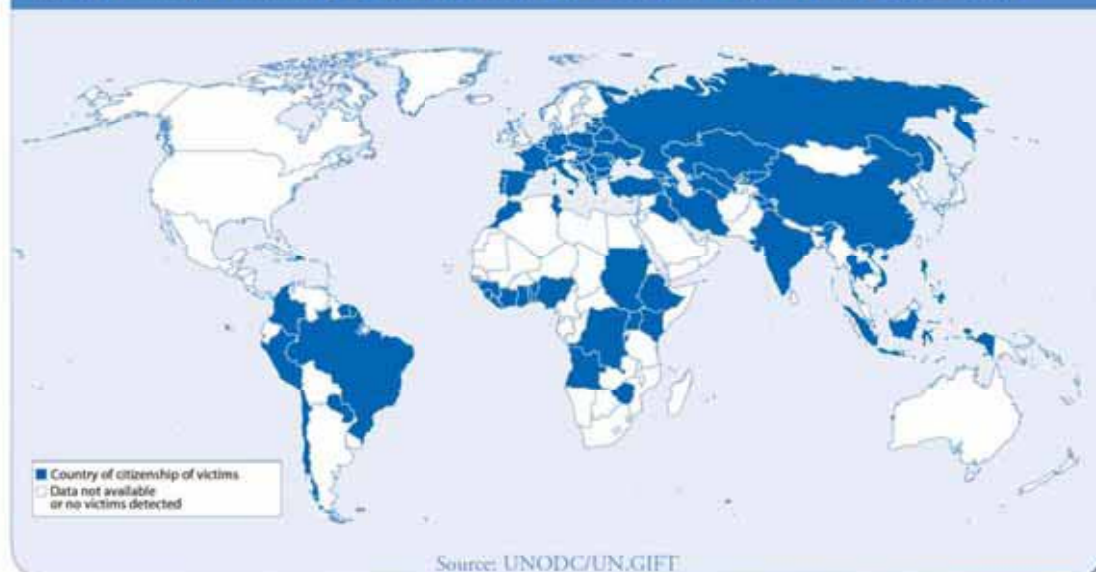 Country of citizenship of victims
Data not available
or no victims detected
Source: UNODC/UN.GIFT